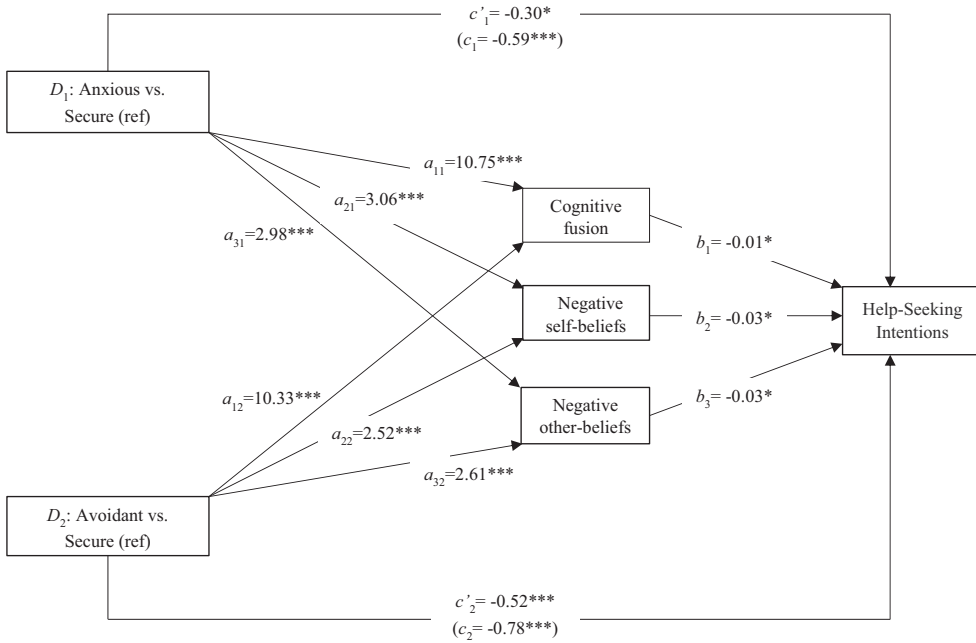 c'1= -0.30*
(c1= -0.59***)
D1: Anxious vs.
Secure (ref)
a11=10.75***
a21=3.06***
a31=2.98***
Cognitive
fusion
b1= -0.01*
Negative
self-beliefs
b2= -0.03*
Help-Seeking
Intentions
Negative
other-beliefs
b3= -0.03*
a12=10.33***
a22=2.52***
a32=2.61***
D2: Avoidant vs.
Secure (ref)
c'2= -0.52***
(c2= -0.78***)